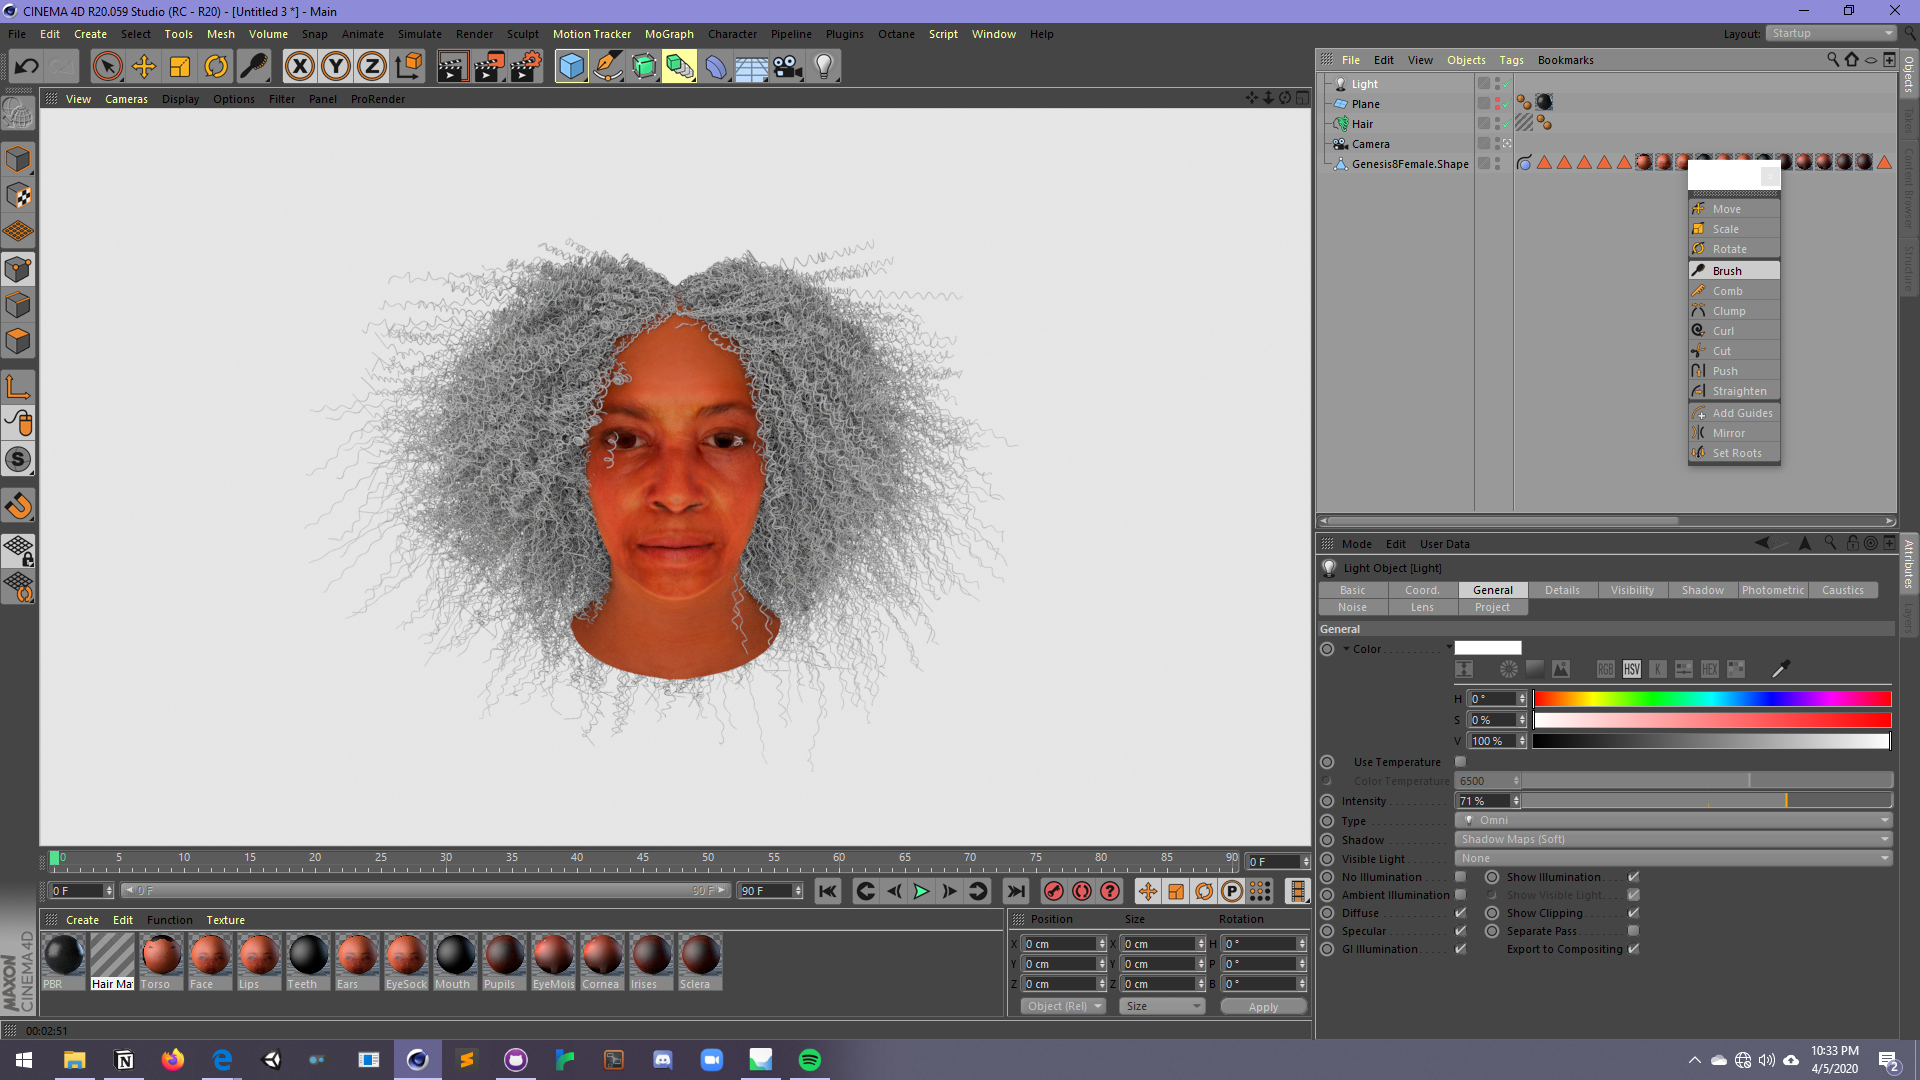 CINEMA 4D R20.059 Studio (RC - R20) - [Untitled 3 *] - Main
File Edit Create Select Tools Mesh Volume Snap Animate Simulate Render Sculpt Motion Tracker MoGraph Character Pipeline Plugins Octane Script Window Help
Layout: Startup
X Y Z
File Edit View Objects Tags Bookmarks
View Cameras Display Options Filter Panel ProRender
Light
Plane
Hair
Camera
Genesis8Female.Shape
Objects
Takes
Content Browser
Structure
Move
Scale
Rotate
Brush
Comb
Clump
Curl
Cut
Push
Straighten
Add Guides
Mirror
Set Roots
S
Mode Edit User Data
Attributes
Layers
Light Object [Light]
Basic Coord. General Details Visibility Shadow Photometric Caustics
Noise Lens Project
General
Color
RGB HSV K HEX
H 0 °
S 0 %
V 100 %
Use Temperature
Color Temperature 6500
Intensity 71 %
Type Omni
Shadow Shadow Maps (Soft)
Visible Light None
No Illumination Show Illumination
Ambient Illumination Show Visible Light
Diffuse Show Clipping
Specular Separate Pass
GI Illumination Export to Compositing
0 5 10 15 20 25 30 35 40 45 50 55 60 65 70 75 80 85 90 0 F
0 F 0 F 90 F 90 F
? P
Create Edit Function Texture
PBR Hair Ma Torso Face Lips Teeth Ears EyeSock Mouth Pupils EyeMois Cornea Irises Sclera
Position Size Rotation
X 0 cm X 0 cm H 0 °
Y 0 cm Y 0 cm P 0 °
Z 0 cm Z 0 cm B 0 °
Object (Rel) Size Apply
MAXON
CINEMA 4D
00:02:51
10:33 PM
4/5/2020
2